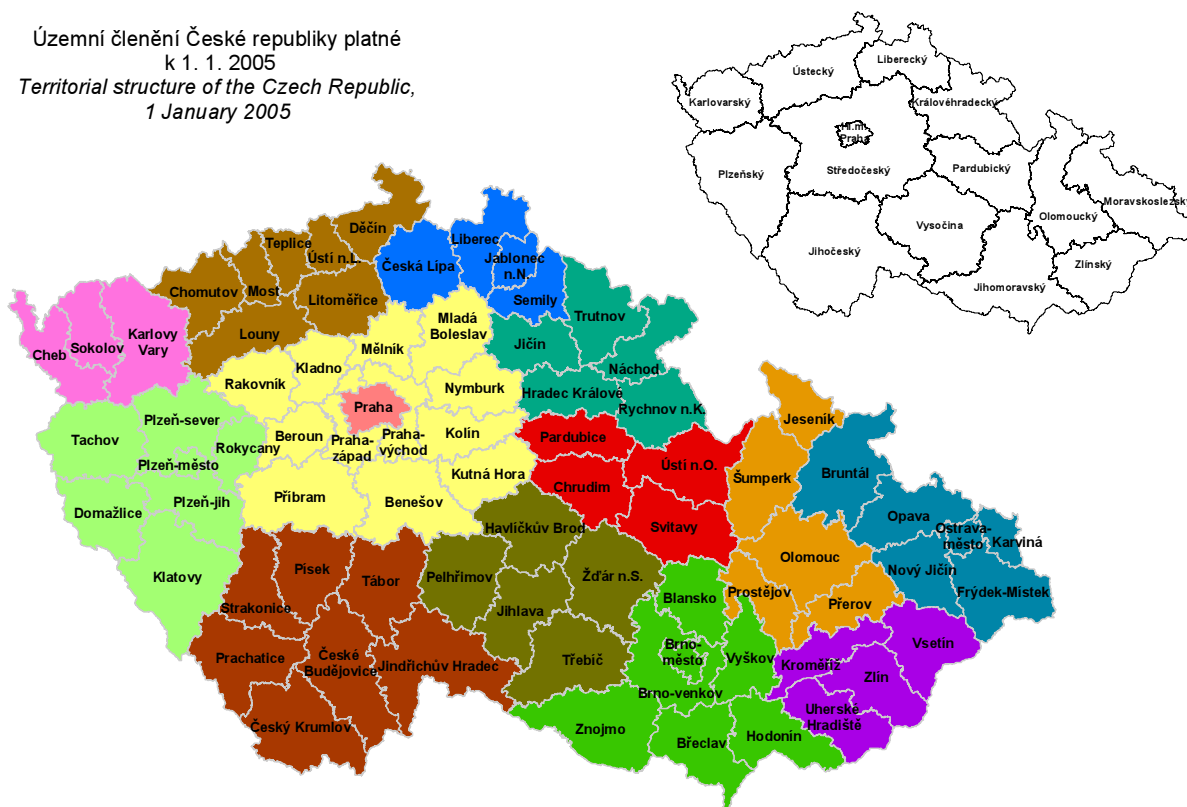 Územní členění České republiky platné
k 1. 1. 2005
Territorial structure of the Czech Republic,
1 January 2005
Ústecký
Liberecký
Karlovarský
Královéhradecký
Hl.m.
Praha
Plzeňský
Středočeský
Pardubický
Moravskoslezský
Olomoucký
Vysočina
Jihočeský
Zlínský
Jihomoravský
Děčín
Teplice
Ústí n.L.
Liberec
Česká Lípa
Jablonec
n.N.
Chomutov
Most
Litoměřice
Semily
Louny
Mladá
Boleslav
Trutnov
Karlovy
Vary
Sokolov
Cheb
Mělník
Jičín
Kladno
Náchod
Rakovník
Nymburk
Hradec Králové
Rychnov n.K.
Praha
Jeseník
Plzeň-sever
Tachov
Rokycany
Beroun
Praha-
západ
Praha-
východ
Kolín
Pardubice
Ústí n.O.
Plzeň-město
Kutná Hora
Šumperk
Bruntál
Chrudim
Plzeň-jih
Příbram
Benešov
Domažlice
Havlíčkův Brod
Svitavy
Opava
Ostrava-
město
Karviná
Olomouc
Klatovy
Písek
Tábor
Pelhřimov
Žďár n.S.
Nový Jičín
Frýdek-Místek
Strakonice
Jihlava
Blansko
Prostějov
Přerov
Prachatice
České
Budějovice
Jindřichův Hradec
Třebíč
Brno-
město
Vyškov
Kroměříž
Vsetín
Zlín
Brno-venkov
Český Krumlov
Znojmo
Břeclav
Hodonín
Uherské
Hradiště